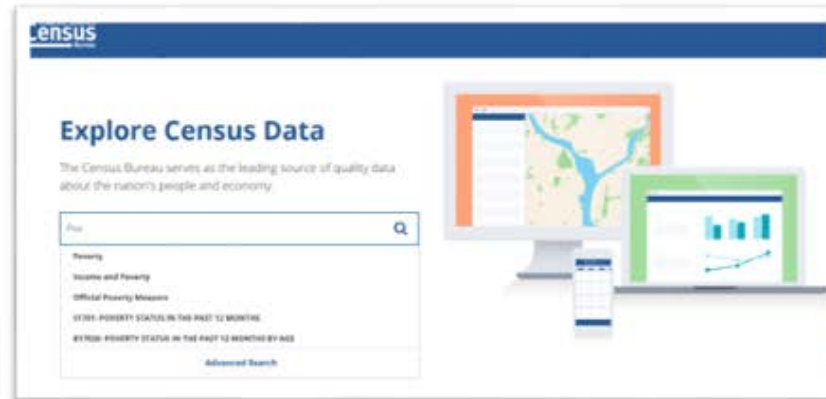 Census
Bureau
Explore Census Data
The Census Bureau serves as the leading source of quality data
about the nation's people and economy.
Pov
Poverty
Income and Poverty
Official Poverty Measure
S1701: POVERTY STATUS IN THE PAST 12 MONTHS
B17020: POVERTY STATUS IN THE PAST 12 MONTHS BY AGE
Advanced Search